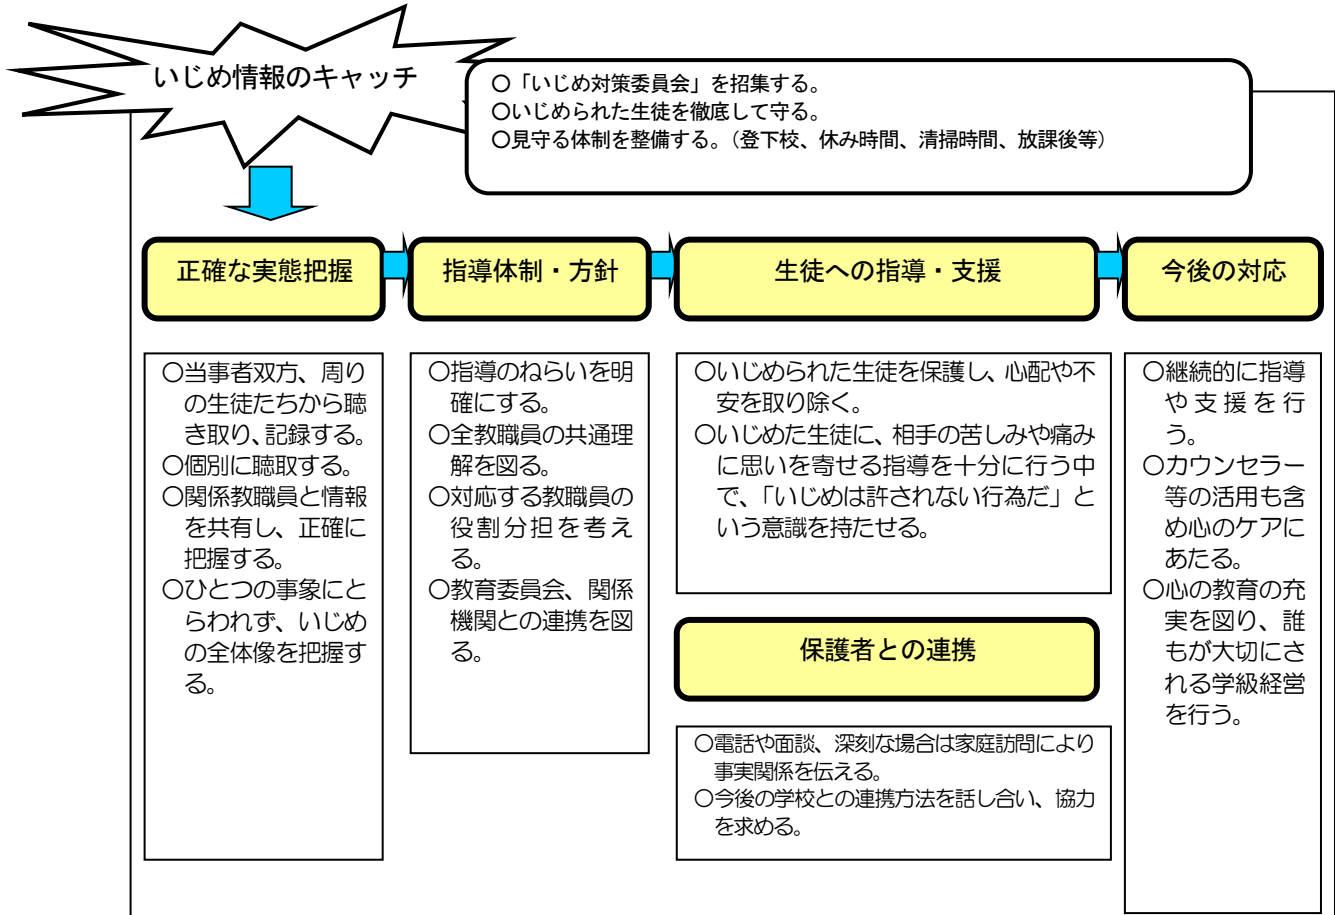 いじめ情報のキャッチ
〇「いじめ対策委員会」を招集する。
〇いじめられた生徒を徹底して守る。
〇見守る体制を整備する。（登下校、休み時間、清掃時間、放課後等）
正確な実態把握
指導体制・方針
生徒への指導・支援
今後の対応
〇当事者双方、周り
の生徒たちから聴
き取り、記録する。
〇個別に聴取する。
〇関係教職員と情報
を共有し、正確に
把握する。
〇ひとつの事象にと
らわれず、いじめ
の全体像を把握す
る。
〇指導のねらいを明
確にする。
〇全教職員の共通理
解を図る。
〇対応する教職員の
役割分担を考え
る。
〇教育委員会、関係
機関との連携を図
る。
〇いじめられた生徒を保護し、心配や不
安を取り除く。
〇いじめた生徒に、相手の苦しみや痛み
に思いを寄せる指導を十分に行う中
で、「いじめは許されない行為だ」と
いう意識を持たせる。
保護者との連携
〇電話や面談、深刻な場合は家庭訪問により
事実関係を伝える。
〇今後の学校との連携方法を話し合い、協力
を求める。
〇継続的に指導
や支援を行
う。
〇カウンセラー
等の活用も含
め心のケアに
あたる。
〇心の教育の充
実を図り、誰
もが大切にさ
れる学級経営
を行う。